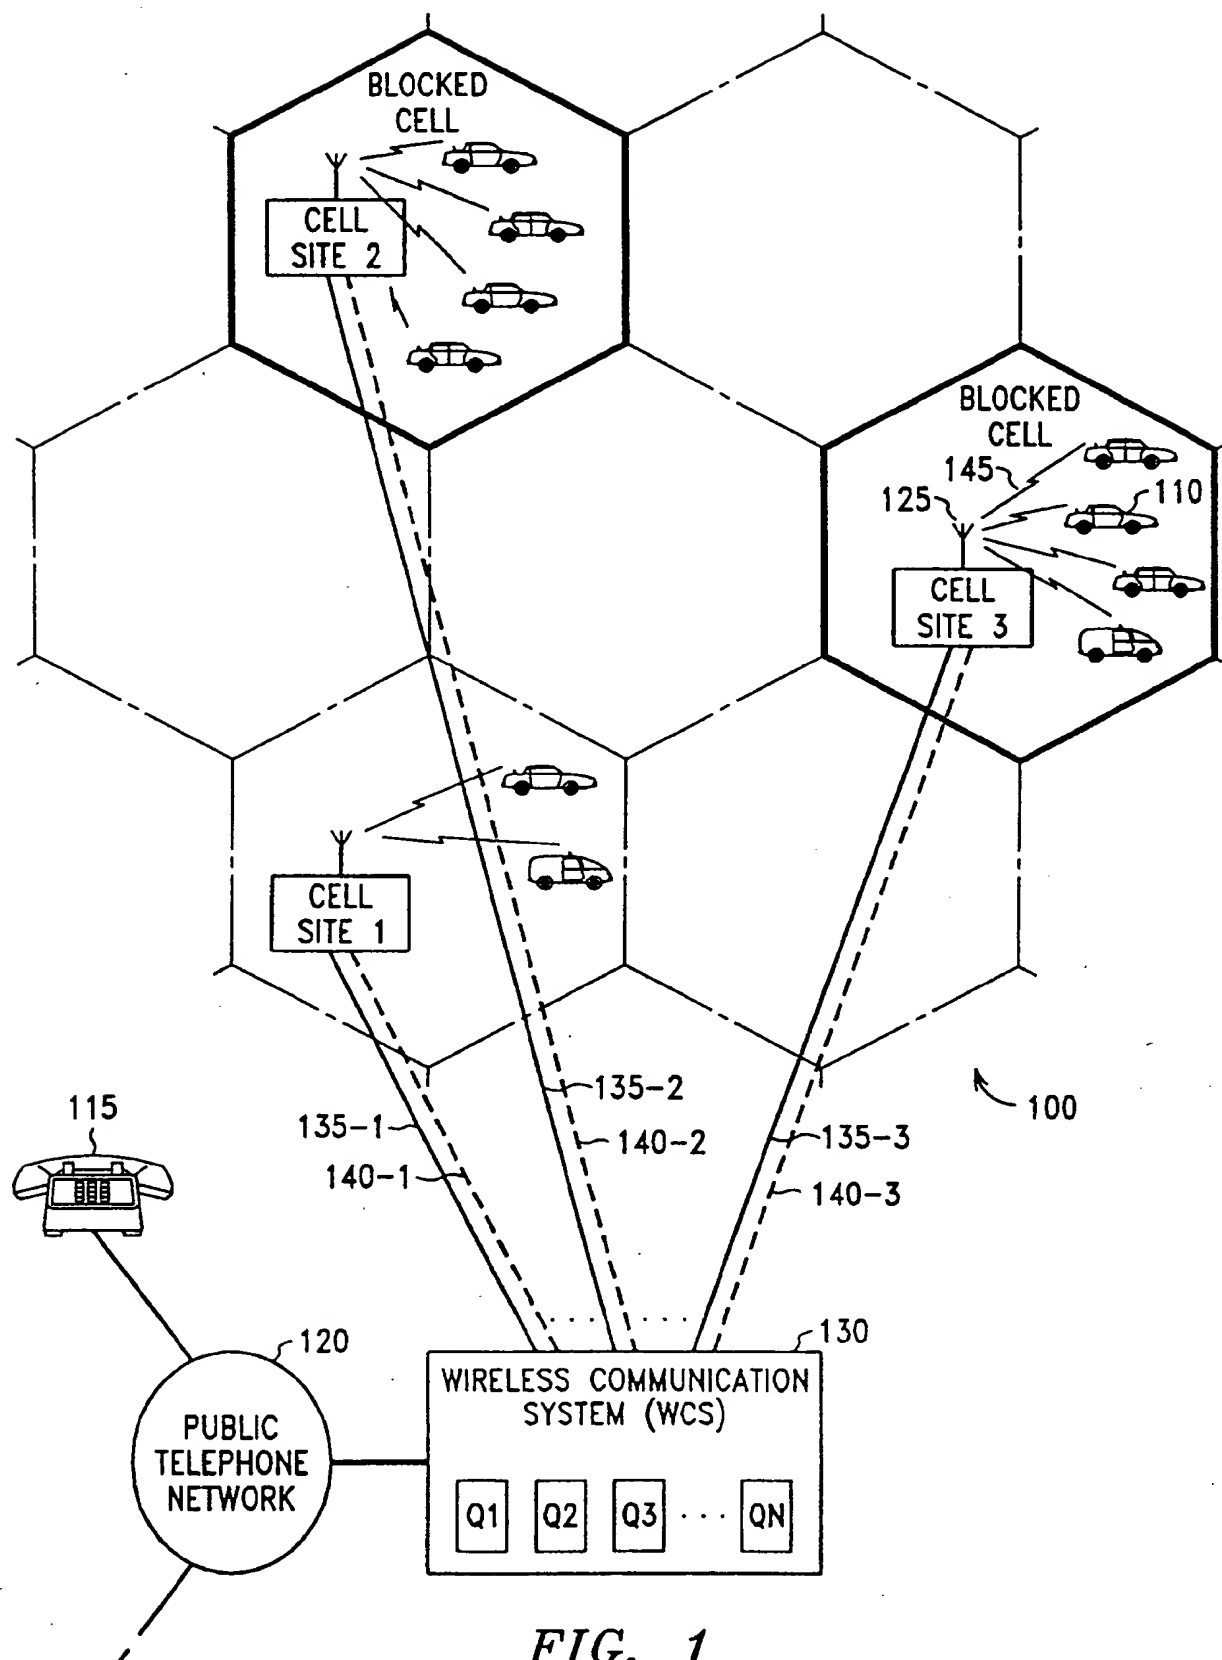 BLOCKED
CELL
CELL
SITE 2
BLOCKED
CELL
145
110
125
CELL
SITE 3
CELL
SITE 1
135-2
100
115
135-1
135-3
140-2
140-1
140-3
120
130
WIRELESS COMMUNICATION
SYSTEM (WCS)
PUBLIC
TELEPHONE
NETWORK
Q1 Q2 Q3 ... QN
FIG. 1